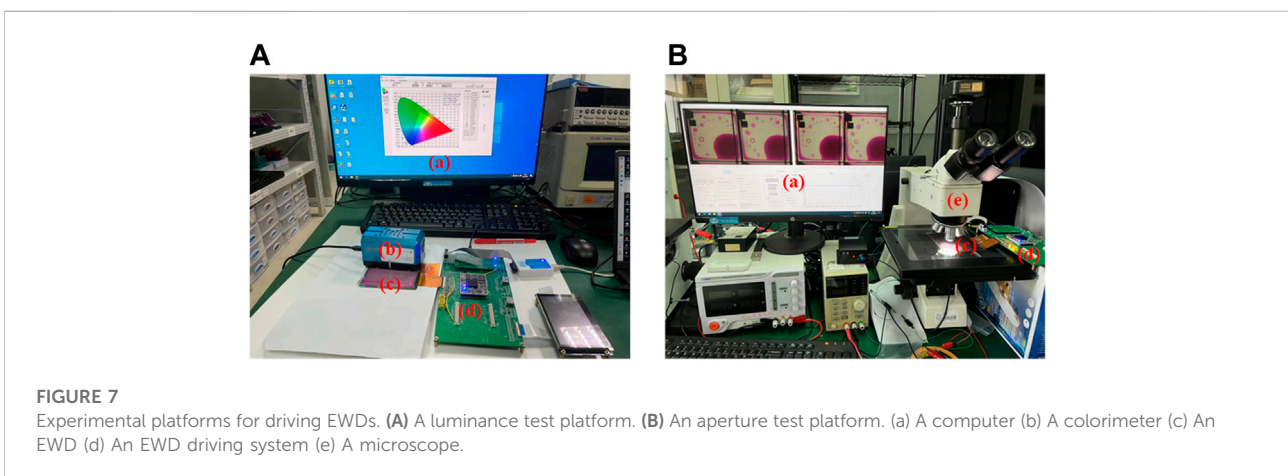 A
B
(a)
(b)
(c)
(d)
(a)
(e)
(c)
(d)
FIGURE 7
Experimental platforms for driving EWDs. (A) A luminance test platform. (B) An aperture test platform. (a) A computer (b) A colorimeter (c) An
EWD (d) An EWD driving system (e) A microscope.